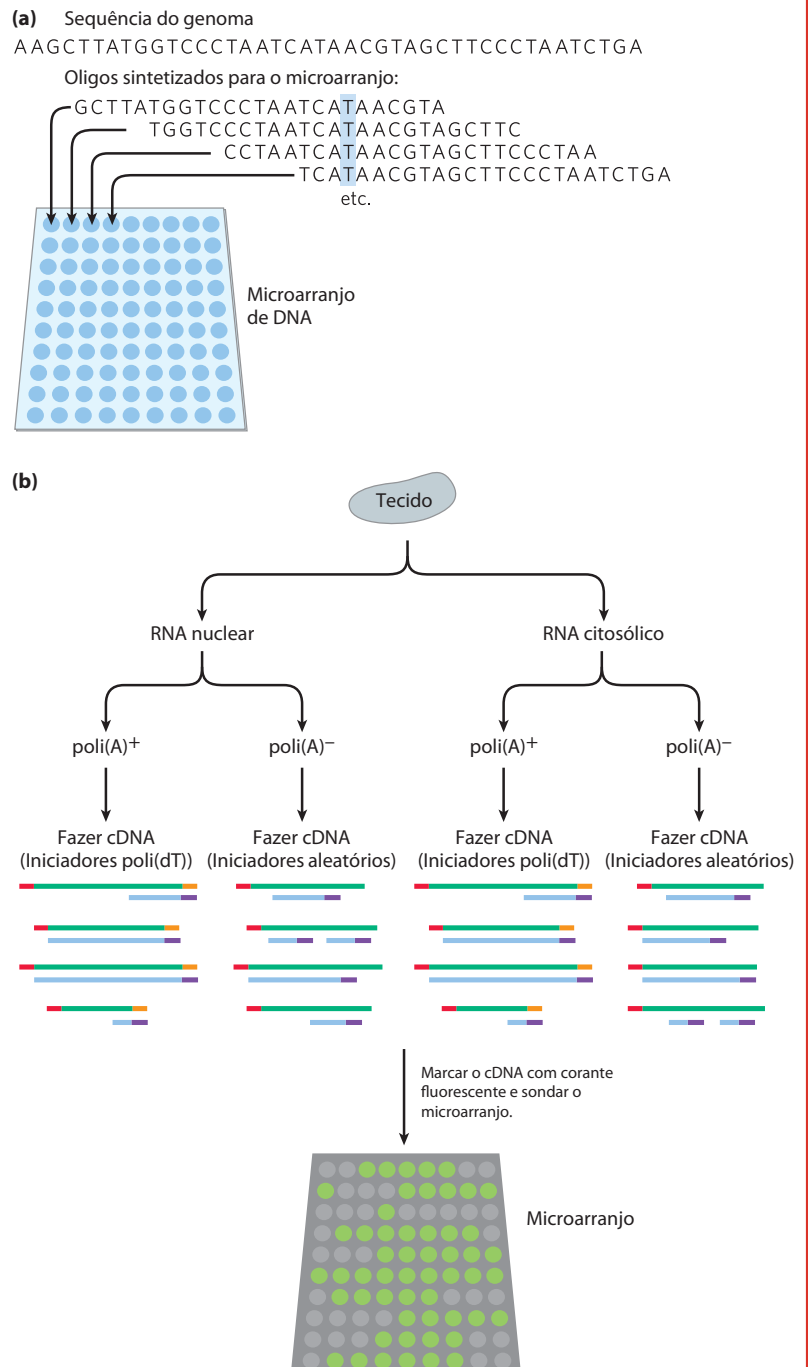 (a) Sequência do genoma
AAGCTTATGGTCCCTAATCATAACGTAGCTTCCCTAATCTGA
Oligos sintetizados para o microarranjo:
GCTTATGGTCCCTAATCATAACGTA
TGGTCCCTAATCATAACGTAGCTTC
CCTAATCATAACGTAGCTTCCCTAA
TCATAACGTAGCTTCCCTAATCTGA
etc.
Microarranjo
de DNA
(b)
Tecido
RNA nuclear RNA citosólico
poli(A)+ poli(A)− poli(A)+ poli(A)−
Fazer cDNA Fazer cDNA Fazer cDNA Fazer cDNA
(Iniciadores poli(dT)) (Iniciadores aleatórios) (Iniciadores poli(dT)) (Iniciadores aleatórios)
Marcar o cDNA com corante
fluorescente e sondar o
microarranjo.
Microarranjo